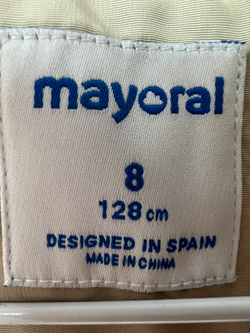 mayoral
8
128 cm
DESIGNED IN SPAIN
MADE IN CHINA